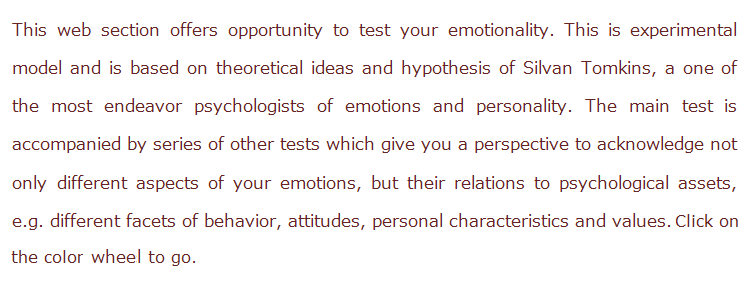 This web section offers opportunity to test your emotionality. This is experimental
model and is based on theoretical ideas and hypothesis of Silvan Tomkins, a one of
the most endeavor psychologists of emotions and personality. The main test is
accompanied by series of other tests which give you a perspective to acknowledge not
only different aspects of your emotions, but their relations to psychological assets,
e.g. different facets of behavior, attitudes, personal characteristics and values. Click on
the color wheel to go.